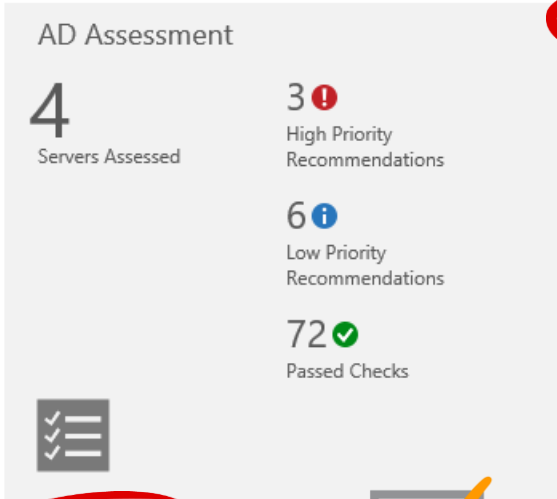 AD Assessment
4
Servers Assessed
3
High Priority
Recommendations
6
Low Priority
Recommendations
72
Passed Checks